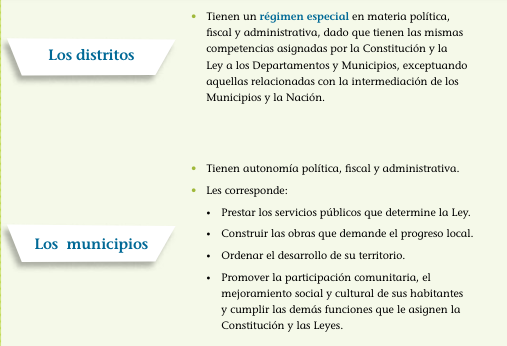 Los distritos
• Tienen un régimen especial en materia política,
fiscal y administrativa, dado que tienen las mismas
competencias asignadas por la Constitución y la
Ley a los Departamentos y Municipios, exceptuando
aquellas relacionadas con la intermediación de los
Municipios y la Nación.
Los municipios
• Tienen autonomía política, fiscal y administrativa.
• Les corresponde:
• Prestar los servicios públicos que determine la Ley.
• Construir las obras que demande el progreso local.
• Ordenar el desarrollo de su territorio.
• Promover la participación comunitaria, el
mejoramiento social y cultural de sus habitantes
y cumplir las demás funciones que le asignen la
Constitución y las Leyes.